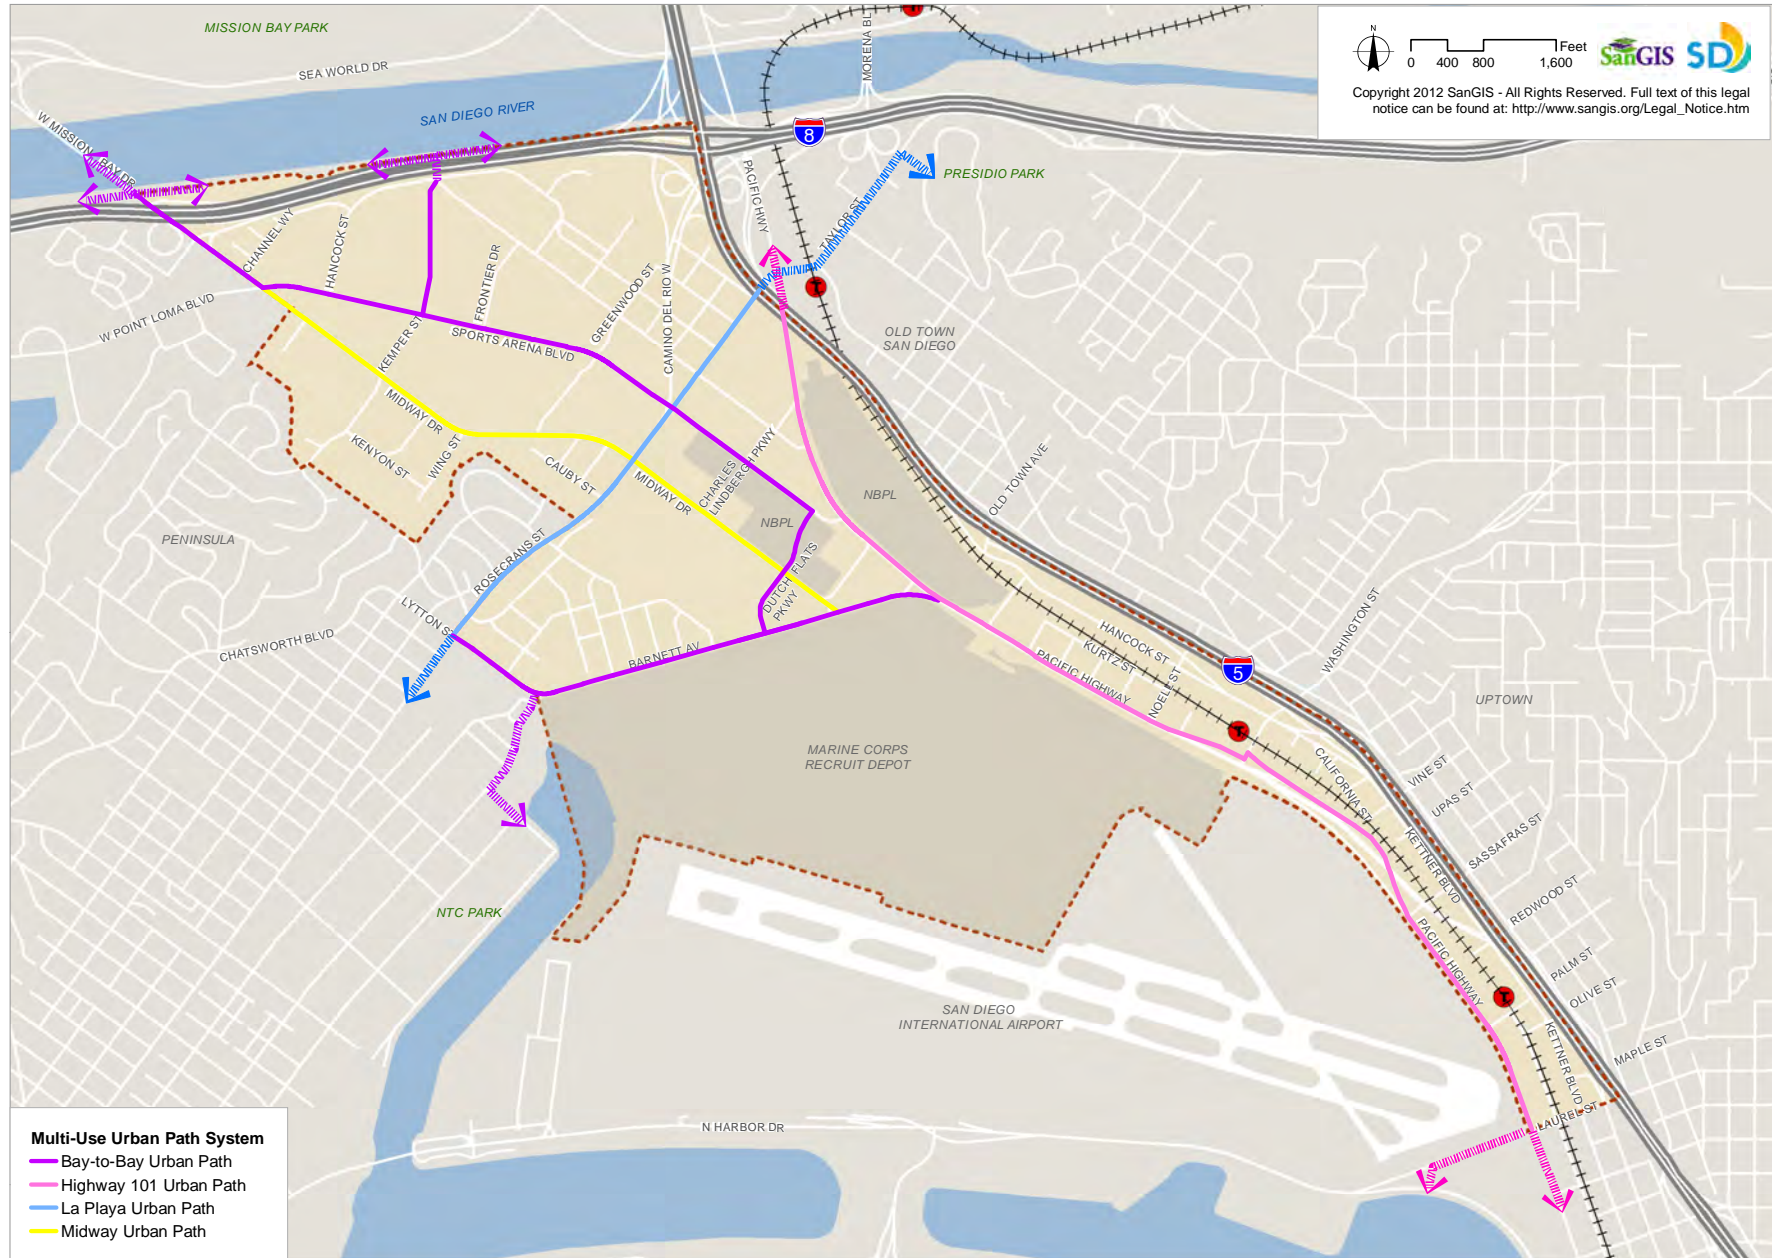 MISSION BAY PARK
SEA WORLD DR
SAN DIEGO RIVER
W MISSION BAY DR
MORENA BL
N
0 400 800 1,600
Feet
SanGIS SD
Copyright 2012 SanGIS - All Rights Reserved. Full text of this legal
notice can be found at: http://www.sangis.org/Legal_Notice.htm
8
PACIFIC HWY
TAYLOR ST
PRESIDIO PARK
CHANNEL WY
HANCOCK ST
FRONTIER DR
GREENWOOD ST
CAMINO DEL RIO W
T
W POINT LOMA BLVD
KEMPER ST
SPORTS ARENA BLVD
OLD TOWN
SAN DIEGO
MIDWAY DR
KENYON ST
WING ST
CAUBY ST
MIDWAY DR
CHARLES
LINDBERGH PKWY
NBPL
NBPL
OLD TOWN AVE
PENINSULA
ROSECRANS ST
DUTCH FLATS
PKWY
LYTTON ST
CHATSWORTH BLVD
BARNETT AV
HANCOCK ST
KURTZ ST
PACIFIC HIGHWAY
NOELL ST
WASHINGTON ST
5
UPTOWN
T
MARINE CORPS
RECRUIT DEPOT
CALIFORNIA ST
VINE ST
UPAS ST
SASSAFRAS ST
KETTNER BLVD
REDWOOD ST
NTC PARK
PACIFIC HIGHWAY
PALM ST
OLIVE ST
T
SAN DIEGO
INTERNATIONAL AIRPORT
KETTNER BLVD
MAPLE ST
LAUREL ST
N HARBOR DR
Multi-Use Urban Path System
Bay-to-Bay Urban Path
Highway 101 Urban Path
La Playa Urban Path
Midway Urban Path